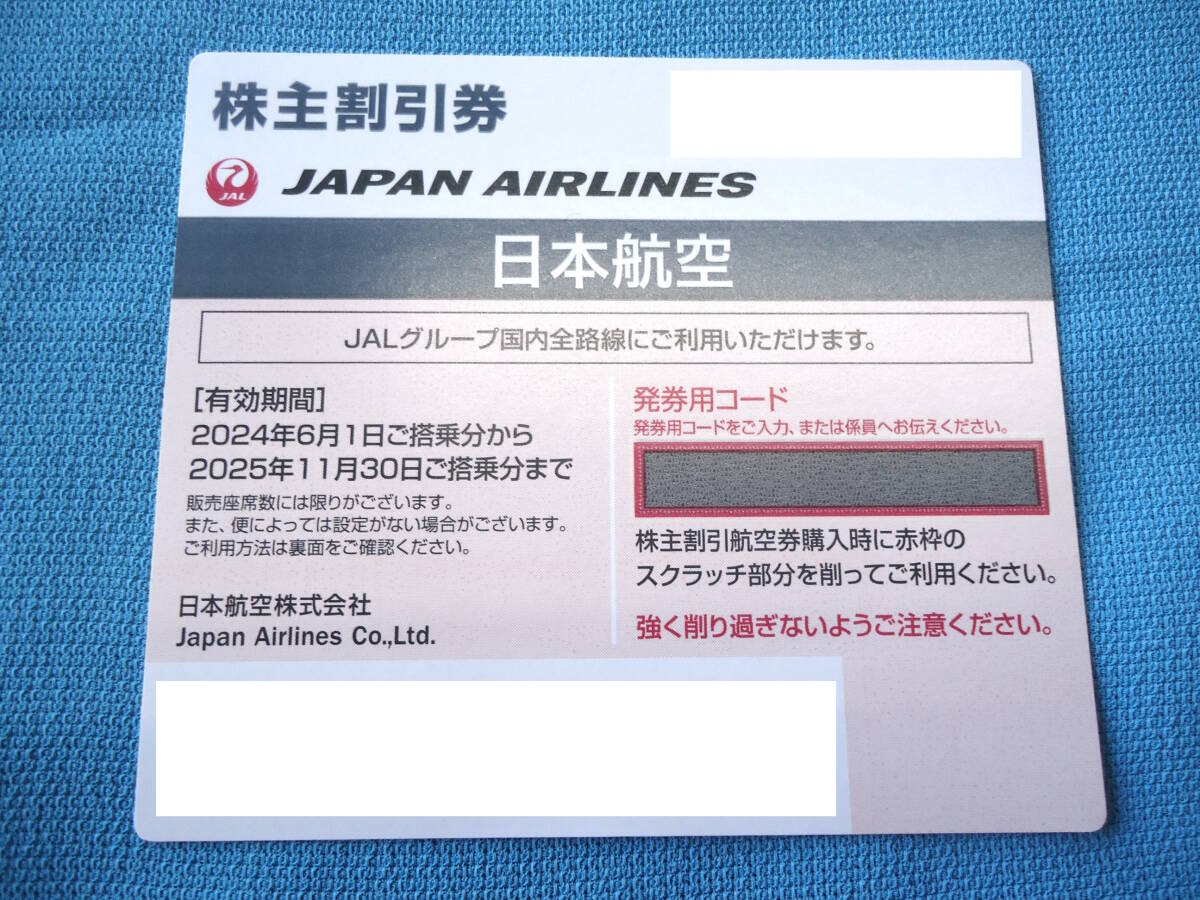 株主割引券
JAL
JAPAN AIRLINES
日本航空
JALグループ国内全路線にご利用いただけます。
[有効期間]
2024年6月1日ご搭乗分から
2025年11月30日ご搭乗分まで
販売座席数には限りがございます。
また、便によっては設定がない場合がございます。
ご利用方法は裏面をご確認ください。
日本航空株式会社
Japan Airlines Co.,Ltd.
発券用コード
発券用コードをご入力、または係員へお伝えください。
株主割引航空券購入時に赤枠の
スクラッチ部分を削ってご利用ください。
強く削り過ぎないようご注意ください。